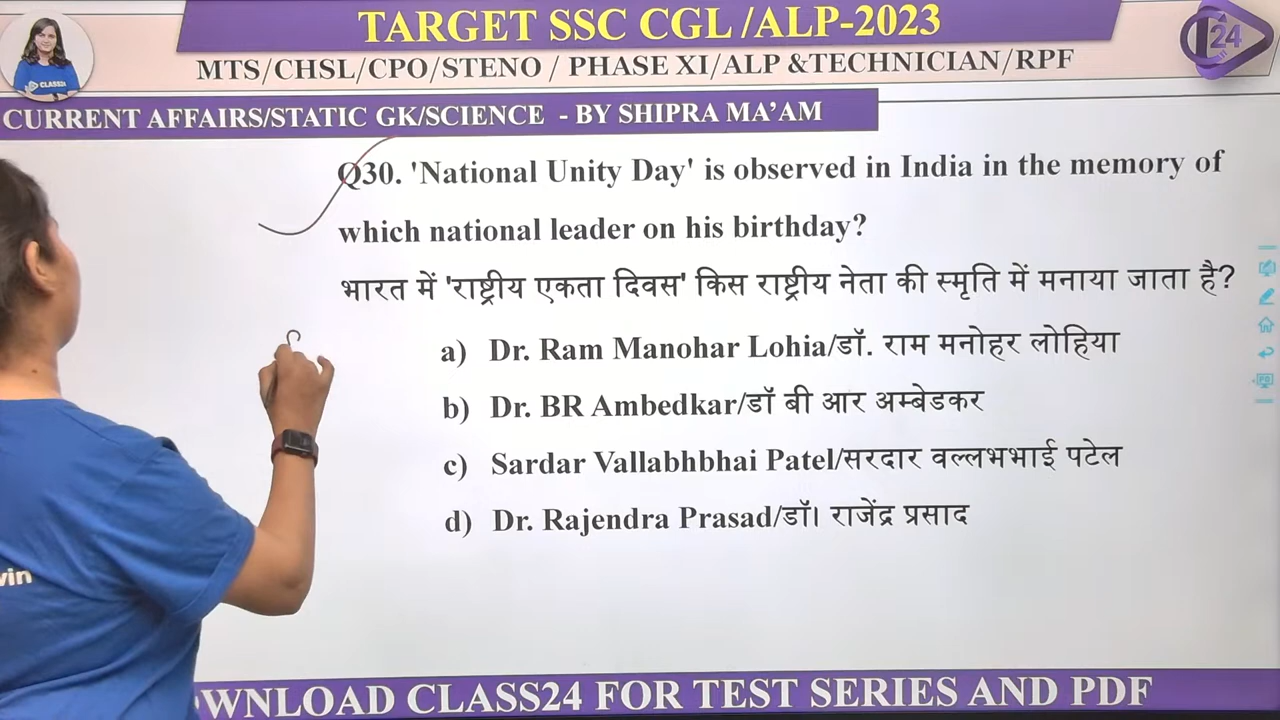 TARGET SSC CGL /ALP-2023
24
CLASS24
MTS/CHSL/CPO/STENO / PHASE XI/ALP &TECHNICIAN/RPF
CURRENT AFFAIRS/STATIC GK/SCIENCE - BY SHIPRA MA'AM
Q30. 'National Unity Day' is observed in India in the memory of
which national leader on his birthday?
भारत में 'राष्ट्रीय एकता दिवस' किस राष्ट्रीय नेता की स्मृति में मनाया जाता है?
a) Dr. Ram Manohar Lohia/डॉ. राम मनोहर लोहिया
b) Dr. BR Ambedkar/डॉ बी आर अम्बेडकर
c) Sardar Vallabhbhai Patel/सरदार वल्लभभाई पटेल
d) Dr. Rajendra Prasad/डॉ। राजेंद्र प्रसाद
vin
WNLOAD CLASS24 FOR TEST SERIES AND PDF